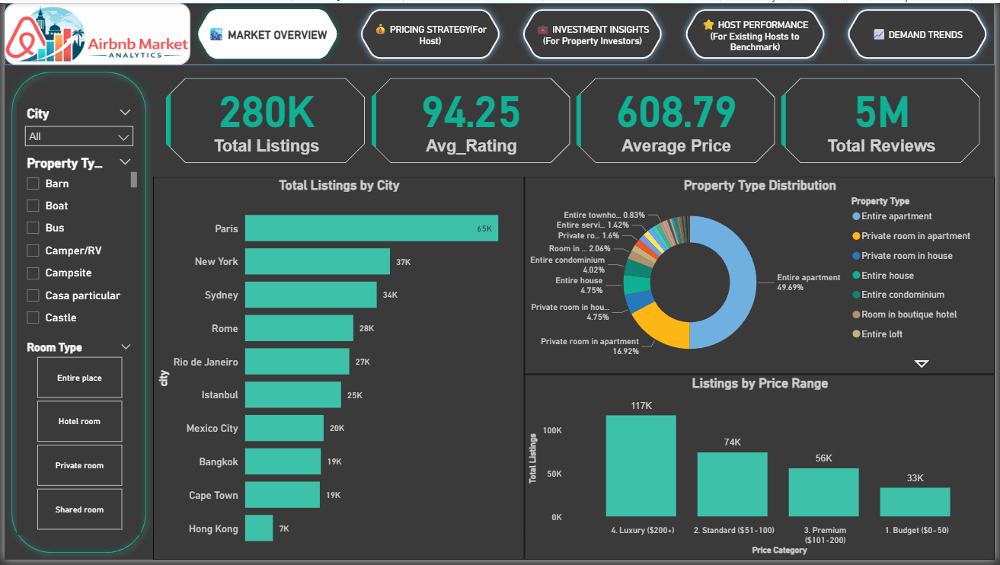 Airbnb Market
ANALYTICS
MARKET OVERVIEW
PRICING STRATEGY(For
Host)
INVESTMENT INSIGHTS
(For Property Investors)
HOST PERFORMANCE
(For Existing Hosts to
Benchmark)
DEMAND TRENDS
City
All
Property Ty...
Barn
Boat
Bus
Camper/RV
Campsite
Casa particular
Castle
Room Type
Entire place
Hotel room
Private room
Shared room
280K
Total Listings
94.25
Avg_Rating
608.79
Average Price
5M
Total Reviews
Total Listings by City
city
Paris 65K
New York 37K
Sydney 34K
Rome 28K
Rio de Janeiro 27K
Istanbul 25K
Mexico City 20K
Bangkok 19K
Cape Town 19K
Hong Kong 7K
Property Type Distribution
Entire townho... 0.83%
Entire servi... 1.42%
Private ro... 1.6%
Room in ... 2.06%
Entire condominium
4.02%
Entire house
4.75%
Private room in hou...
4.75%
Private room in apartment
16.92%
Entire apartment
49.69%
Property Type
Entire apartment
Private room in apartment
Private room in house
Entire house
Entire condominium
Room in boutique hotel
Entire loft
Listings by Price Range
Total Listings
100K
50K
0K
117K
74K
56K
33K
4. Luxury ($200+)
2. Standard ($51-100)
3. Premium
($101-200)
1. Budget ($0-50)
Price Category